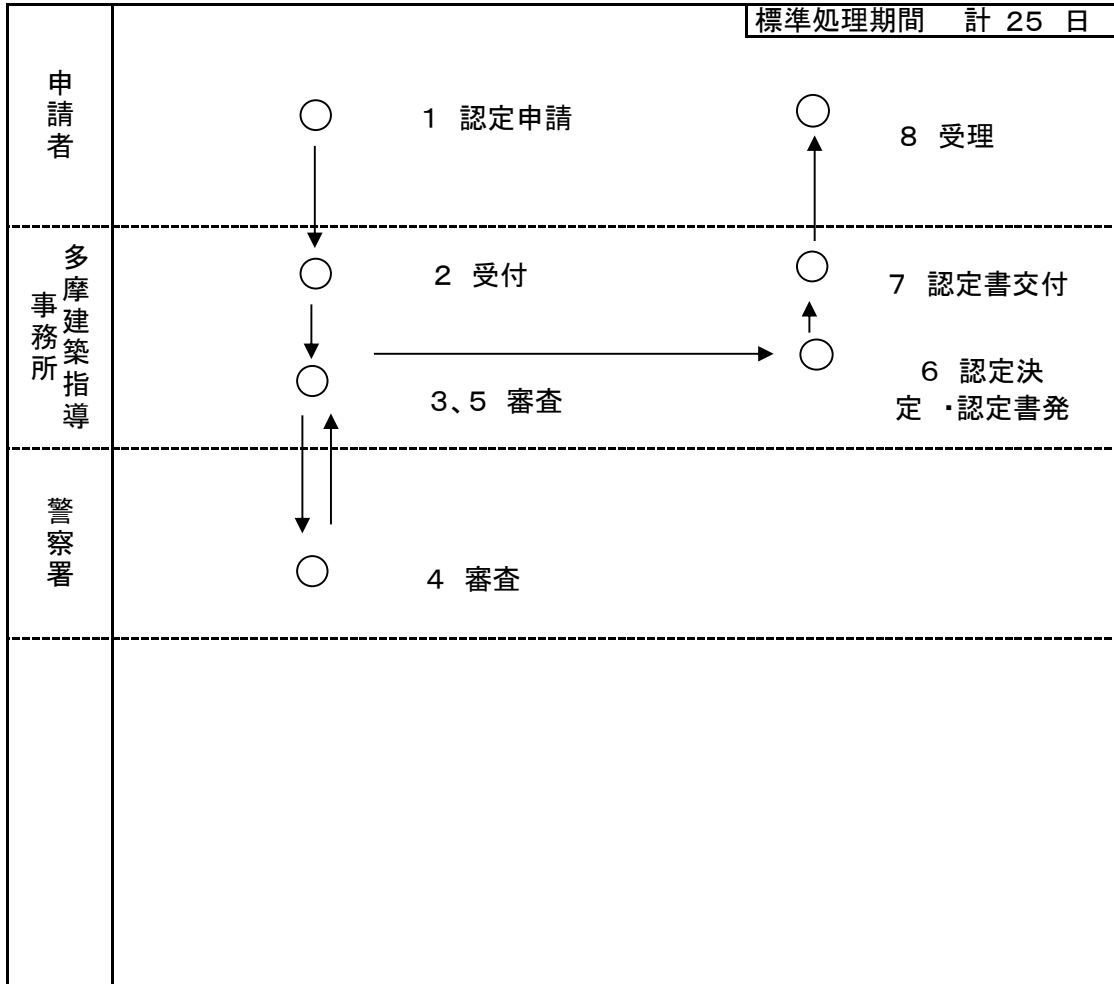 標準処理期間 計 25 日
申請者
1 認定申請
8 受理
多摩建築指導
事務所
2 受付
7 認定書交付
3、5 審査
6 認定決
定 ・認定書発
警察署
4 審査